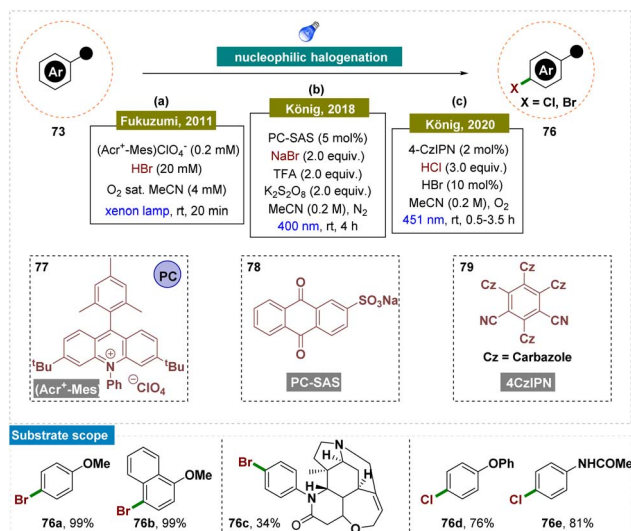 Ar
73
nucleophilic halogenation
Ar
X
X = Cl, Br
76
(a)
Fukuzumi, 2011
(Acr⁺-Mes)ClO₄⁻ (0.2 mM)
HBr (20 mM)
O₂ sat. MeCN (4 mM)
xenon lamp, rt, 20 min
(b)
König, 2018
PC-SAS (5 mol%)
NaBr (2.0 equiv.)
TFA (2.0 equiv.)
K₂S₂O₈ (2.0 equiv.)
MeCN (0.2 M), N₂
400 nm, rt, 4 h
(c)
König, 2020
4-CzIPN (2 mol%)
HCl (3.0 equiv.)
HBr (10 mol%)
MeCN (0.2 M), O₂
451 nm, rt, 0.5-3.5 h
77
PC
ᵗBu
N
⊕
ᵗBu
Ph
⊖ClO₄
(Acr⁺-Mes)
78
O
SO₃Na
O
PC-SAS
79
Cz
Cz
Cz
NC
CN
Cz
Cz = Carbazole
4CzIPN
Substrate scope
OMe
Br
76a, 99%
OMe
Br
76b, 99%
Br
N
H
H
N
H
O
O
76c, 34%
OPh
Cl
76d, 76%
NHCOMe
Cl
76e, 81%